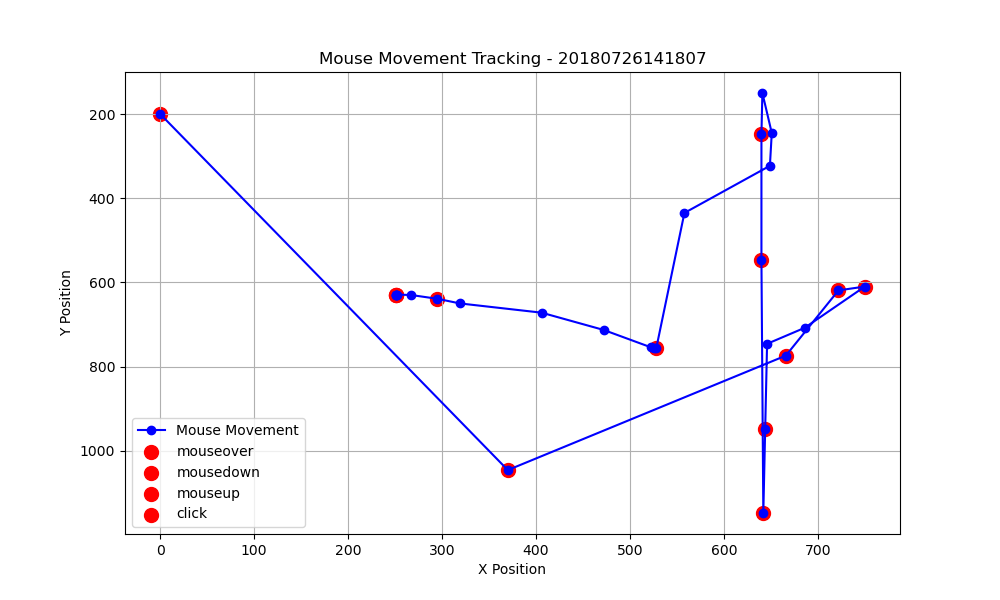 Mouse Movement Tracking - 20180726141807
200
400
600
800
1000
Y Position
Mouse Movement
mouseover
mousedown
mouseup
click
0 100 200 300 400 500 600 700
X Position